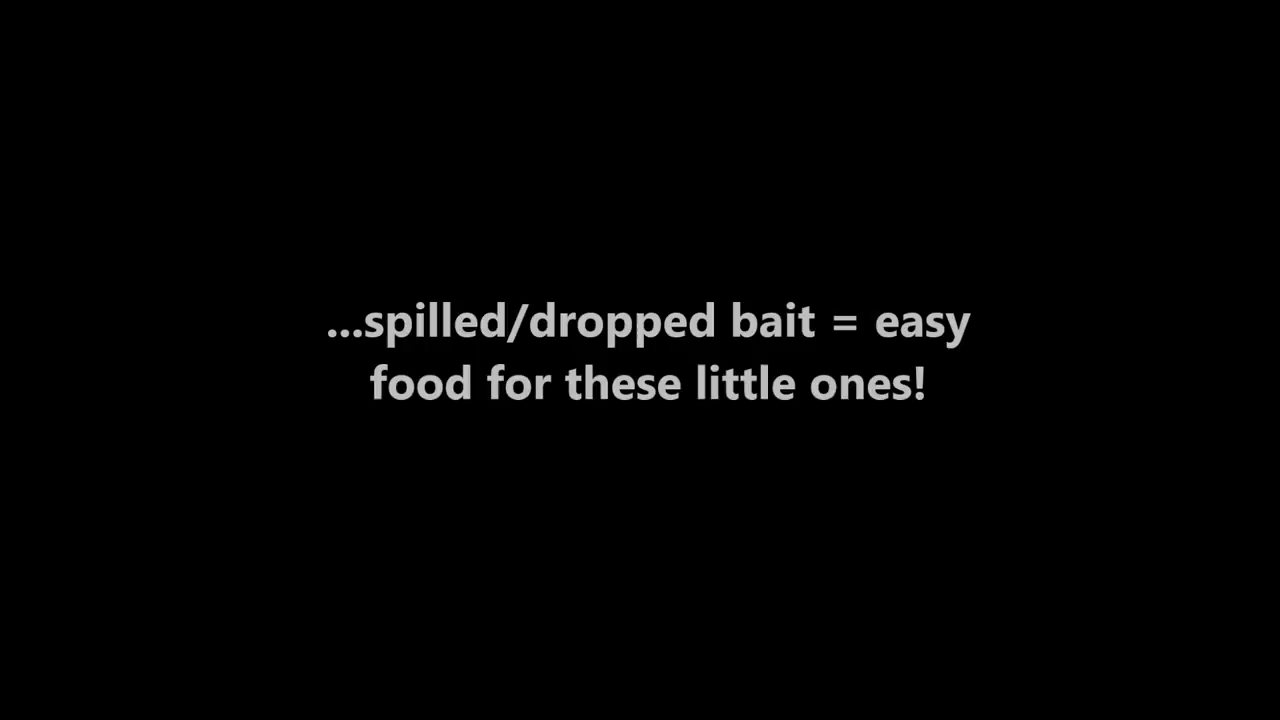 ...spilled/dropped bait = easy
food for these little ones!